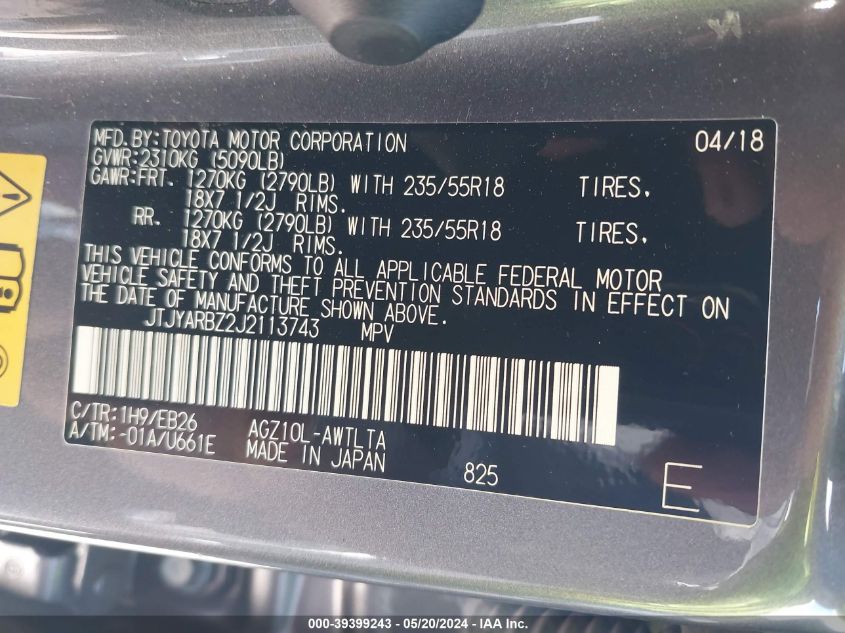 MFD.BY:TOYOTA MOTOR CORPORATION 04/18
GVWR:2310KG (5090LB)
GAWR:FRT. 1270KG (2790LB) WITH 235/55R18 TIRES,
18X7 1/2J RIMS.
RR. 1270KG (2790LB) WITH 235/55R18 TIRES,
18X7 1/2J RIMS.
THIS VEHICLE CONFORMS TO ALL APPLICABLE FEDERAL MOTOR
VEHICLE SAFETY AND THEFT PREVENTION STANDARDS IN EFFECT ON
THE DATE OF MANUFACTURE SHOWN ABOVE.
JTJYARBZ2J2113743 MPV
C/TR:1H9/EB26 AGZ10L-AWTLTA
A/TM:-01A/U661E MADE IN JAPAN
825 E
000-39399243 - 05/20/2024 - IAA Inc.